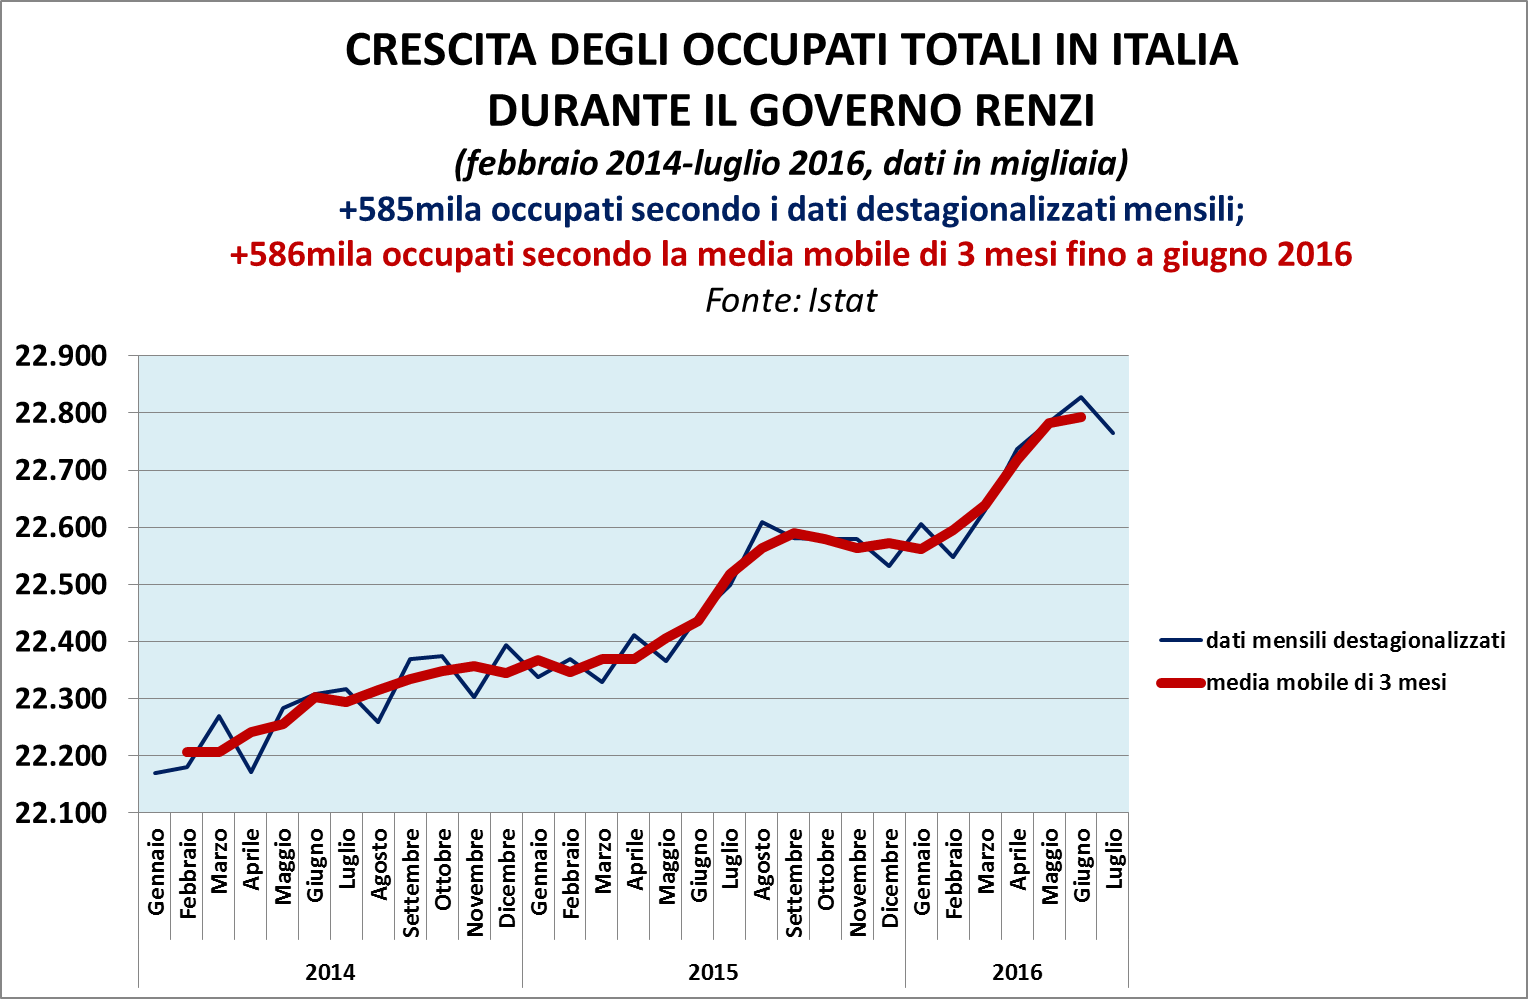 CRESCITA DEGLI OCCUPATI TOTALI IN ITALIA
DURANTE IL GOVERNO RENZI
(febbraio 2014-luglio 2016, dati in migliaia)
+585mila occupati secondo i dati destagionalizzati mensili;
+586mila occupati secondo la media mobile di 3 mesi fino a giugno 2016
Fonte: Istat
22.900
22.800
22.700
22.600
22.500
22.400
22.300
22.200
22.100
dati mensili destagionalizzati
media mobile di 3 mesi
Gennaio
Febbraio
Marzo
Aprile
Maggio
Giugno
Luglio
Agosto
Settembre
Ottobre
Novembre
Dicembre
Gennaio
Febbraio
Marzo
Aprile
Maggio
Giugno
Luglio
Agosto
Settembre
Ottobre
Novembre
Dicembre
Gennaio
Febbraio
Marzo
Aprile
Maggio
Giugno
Luglio
2014
2015
2016